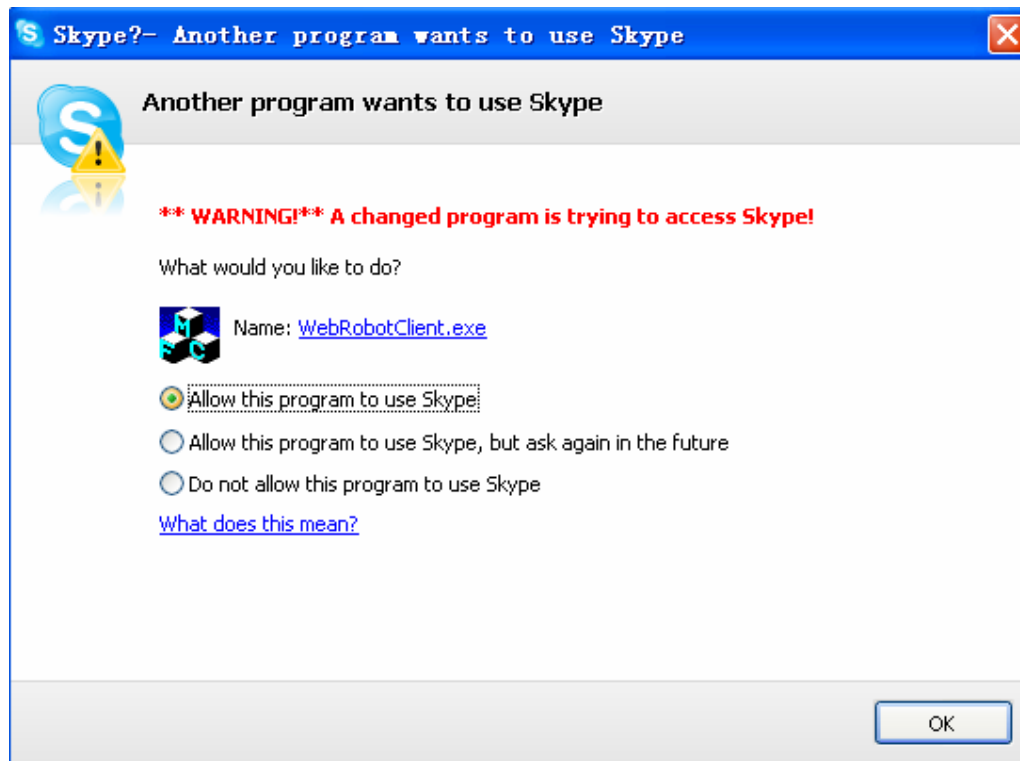 Skype?- Another program wants to use Skype
Another program wants to use Skype
** WARNING!** A changed program is trying to access Skype!
What would you like to do?
Name: WebRobotClient.exe
Allow this program to use Skype
Allow this program to use Skype, but ask again in the future
Do not allow this program to use Skype
What does this mean?
OK